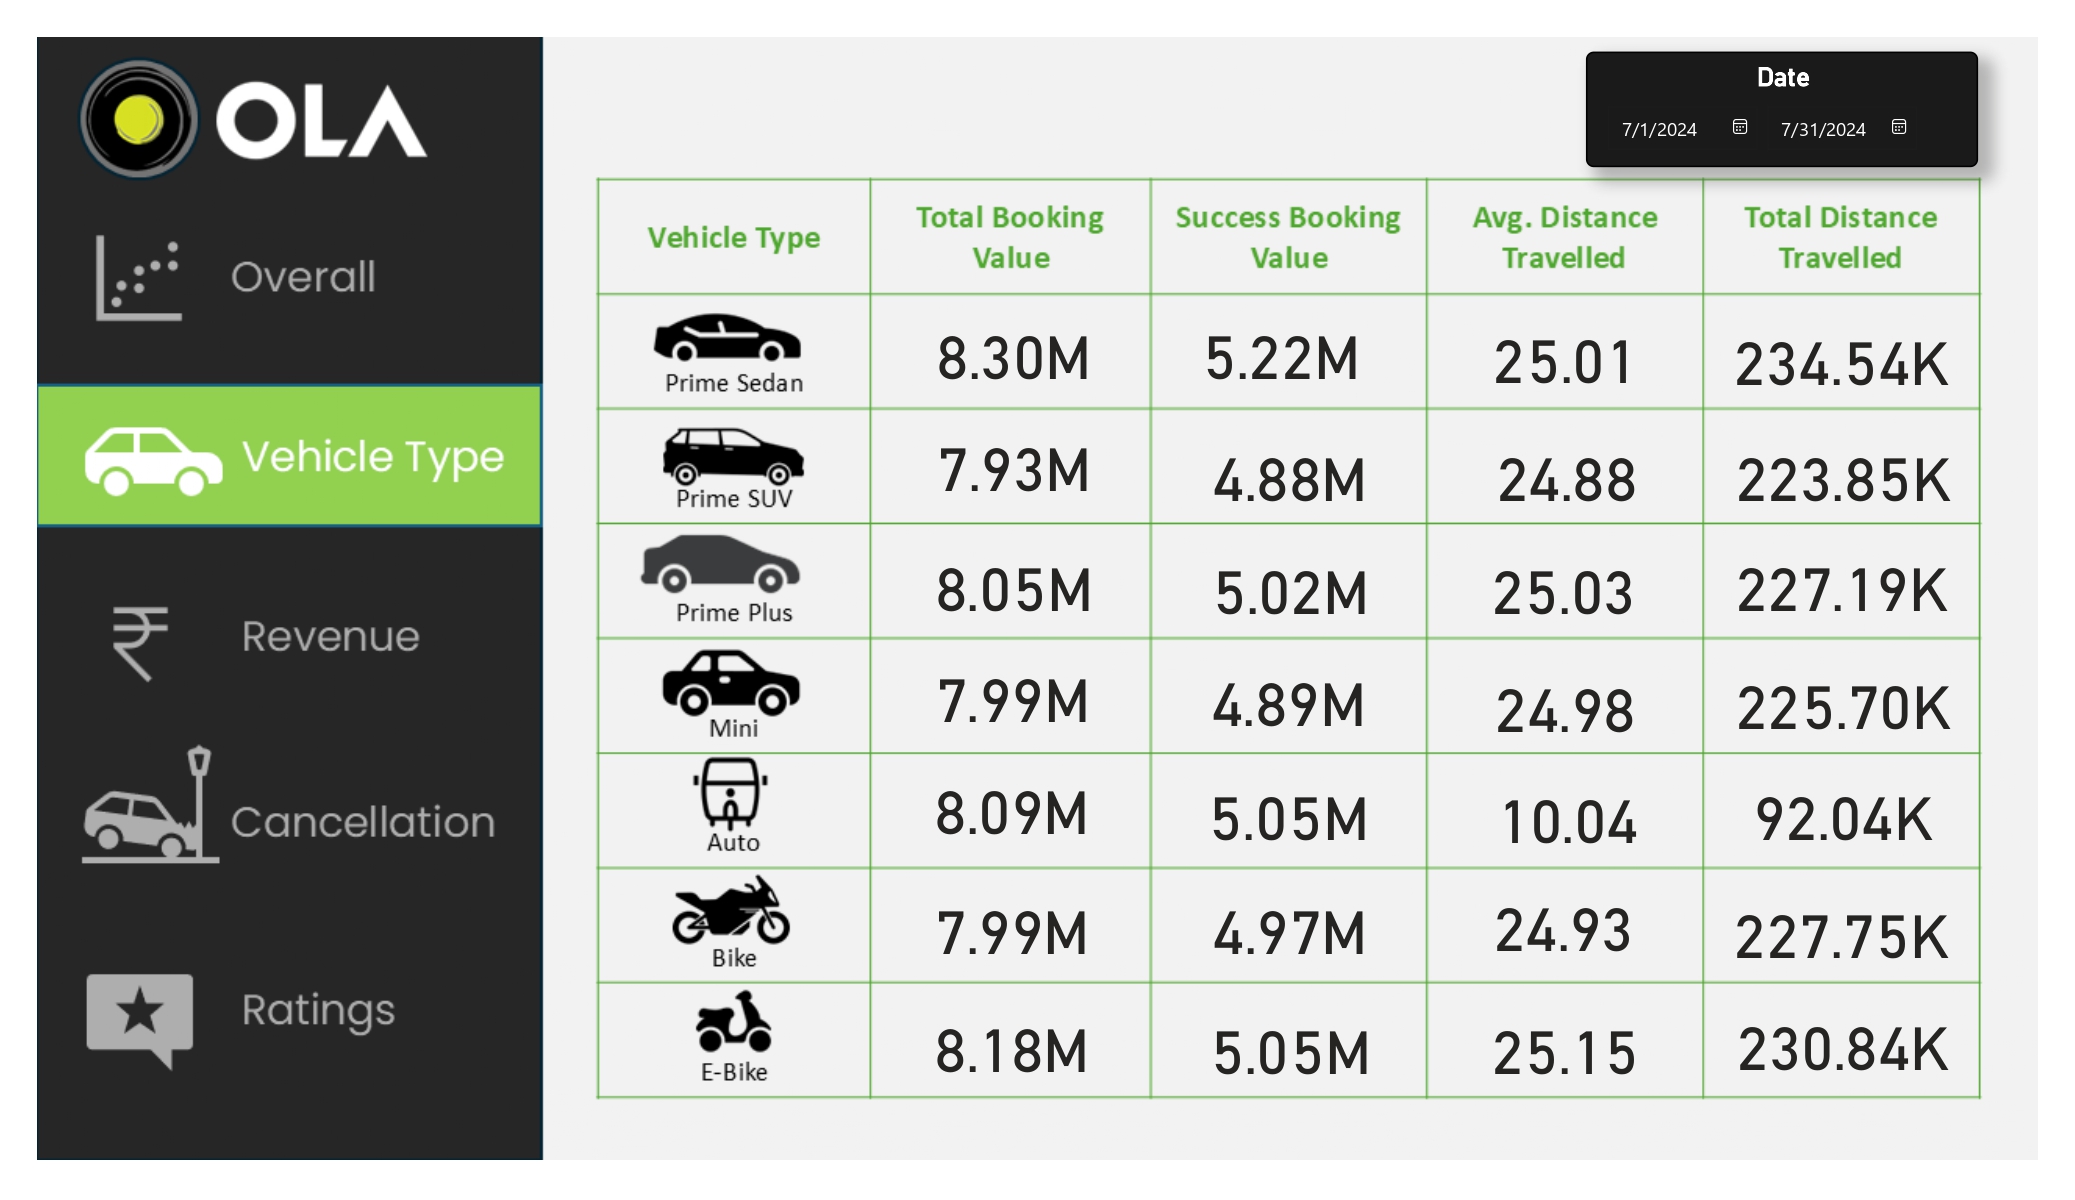 OLA
Overall
Vehicle Type
Revenue
Cancellation
Ratings
Date
7/1/2024 7/31/2024
Vehicle Type
Total Booking
Value
Success Booking
Value
Avg. Distance
Travelled
Total Distance
Travelled
Prime Sedan
8.30M 5.22M 25.01 234.54K
Prime SUV
7.93M 4.88M 24.88 223.85K
Prime Plus
8.05M 5.02M 25.03 227.19K
Mini
7.99M 4.89M 24.98 225.70K
Auto
8.09M 5.05M 10.04 92.04K
Bike
7.99M 4.97M 24.93 227.75K
E-Bike
8.18M 5.05M 25.15 230.84K